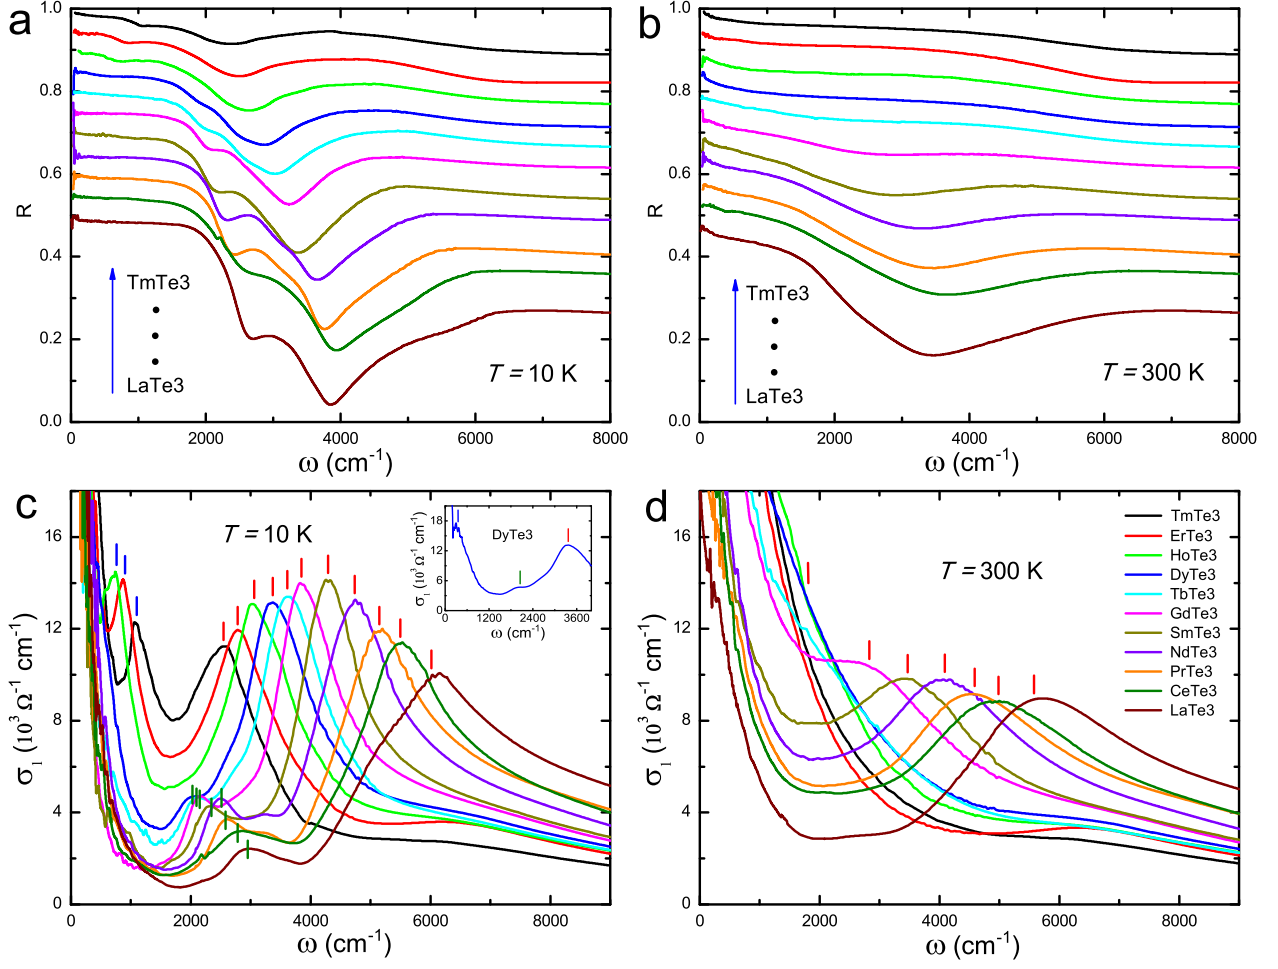 a
1.0
0.8
0.6
0.4
0.2
0.0
R
TmTe3
LaTe3
T = 10 K
0
2000
4000
6000
8000
ω (cm⁻¹)
b
1.0
0.8
0.6
0.4
0.2
0.0
R
TmTe3
LaTe3
T = 300 K
0
2000
4000
6000
8000
ω (cm⁻¹)
c
16
12
8
4
0
σ₁ (10³ Ω⁻¹ cm⁻¹)
T = 10 K
0
2000
4000
6000
8000
ω (cm⁻¹)
DyTe3
18
12
6
0
σ₁ (10³ Ω⁻¹ cm⁻¹)
0
1200
2400
3600
ω (cm⁻¹)
d
16
12
8
4
0
σ₁ (10³ Ω⁻¹ cm⁻¹)
T = 300 K
TmTe3
ErTe3
HoTe3
DyTe3
TbTe3
GdTe3
SmTe3
NdTe3
PrTe3
CeTe3
LaTe3
0
2000
4000
6000
8000
ω (cm⁻¹)